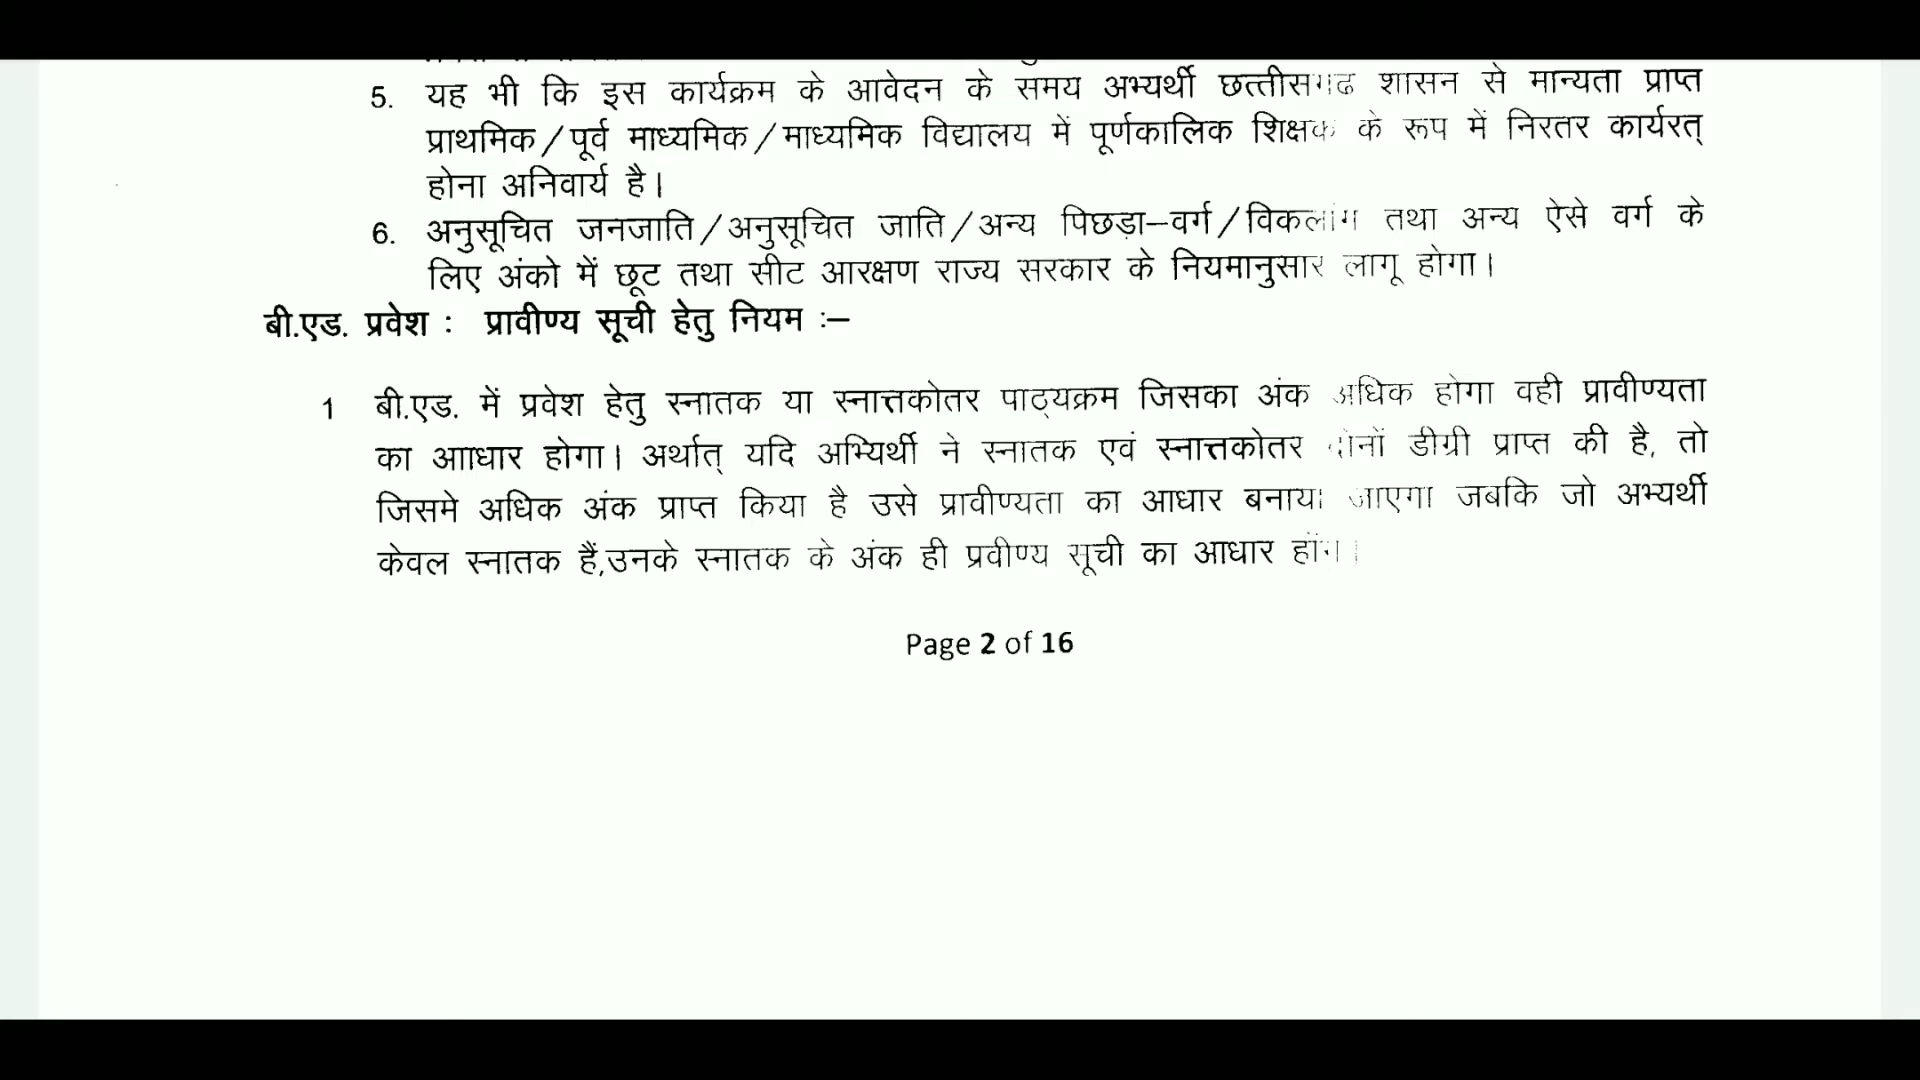 5. यह भी कि इस कार्यक्रम के आवेदन के समय अभ्यर्थी छत्तीसगढ शासन से मान्यता प्राप्त
प्राथमिक/पूर्व माध्यमिक/माध्यमिक विद्यालय में पूर्णकालिक शिक्षक के रूप में निरतर कार्यरत्
होना अनिवार्य है।
6. अनुसूचित जनजाति/अनुसूचित जाति/अन्य पिछड़ा–वर्ग/विकलांग तथा अन्य ऐसे वर्ग के
लिए अंको में छूट तथा सीट आरक्षण राज्य सरकार के नियमानुसार लागू होगा।
बी.एड. प्रवेश : प्रावीण्य सूची हेतु नियम :–
1 बी.एड. में प्रवेश हेतु स्नातक या स्नात्तकोतर पाठ्यक्रम जिसका अंक अधिक होगा वही प्रावीण्यता
का आाधार होगा। अर्थात् यदि अभ्यिर्थी ने स्नातक एवं स्नात्तकोतर दोनों डीग्री प्राप्त की है, तो
जिसमे अधिक अंक प्राप्त किया है उसे प्रावीण्यता का आधार बनाया जाएगा जबकि जो अभ्यर्थी
केवल स्नातक हैं,उनके स्नातक के अंक ही प्रवीण्य सूची का आधार होंगे।
Page 2 of 16